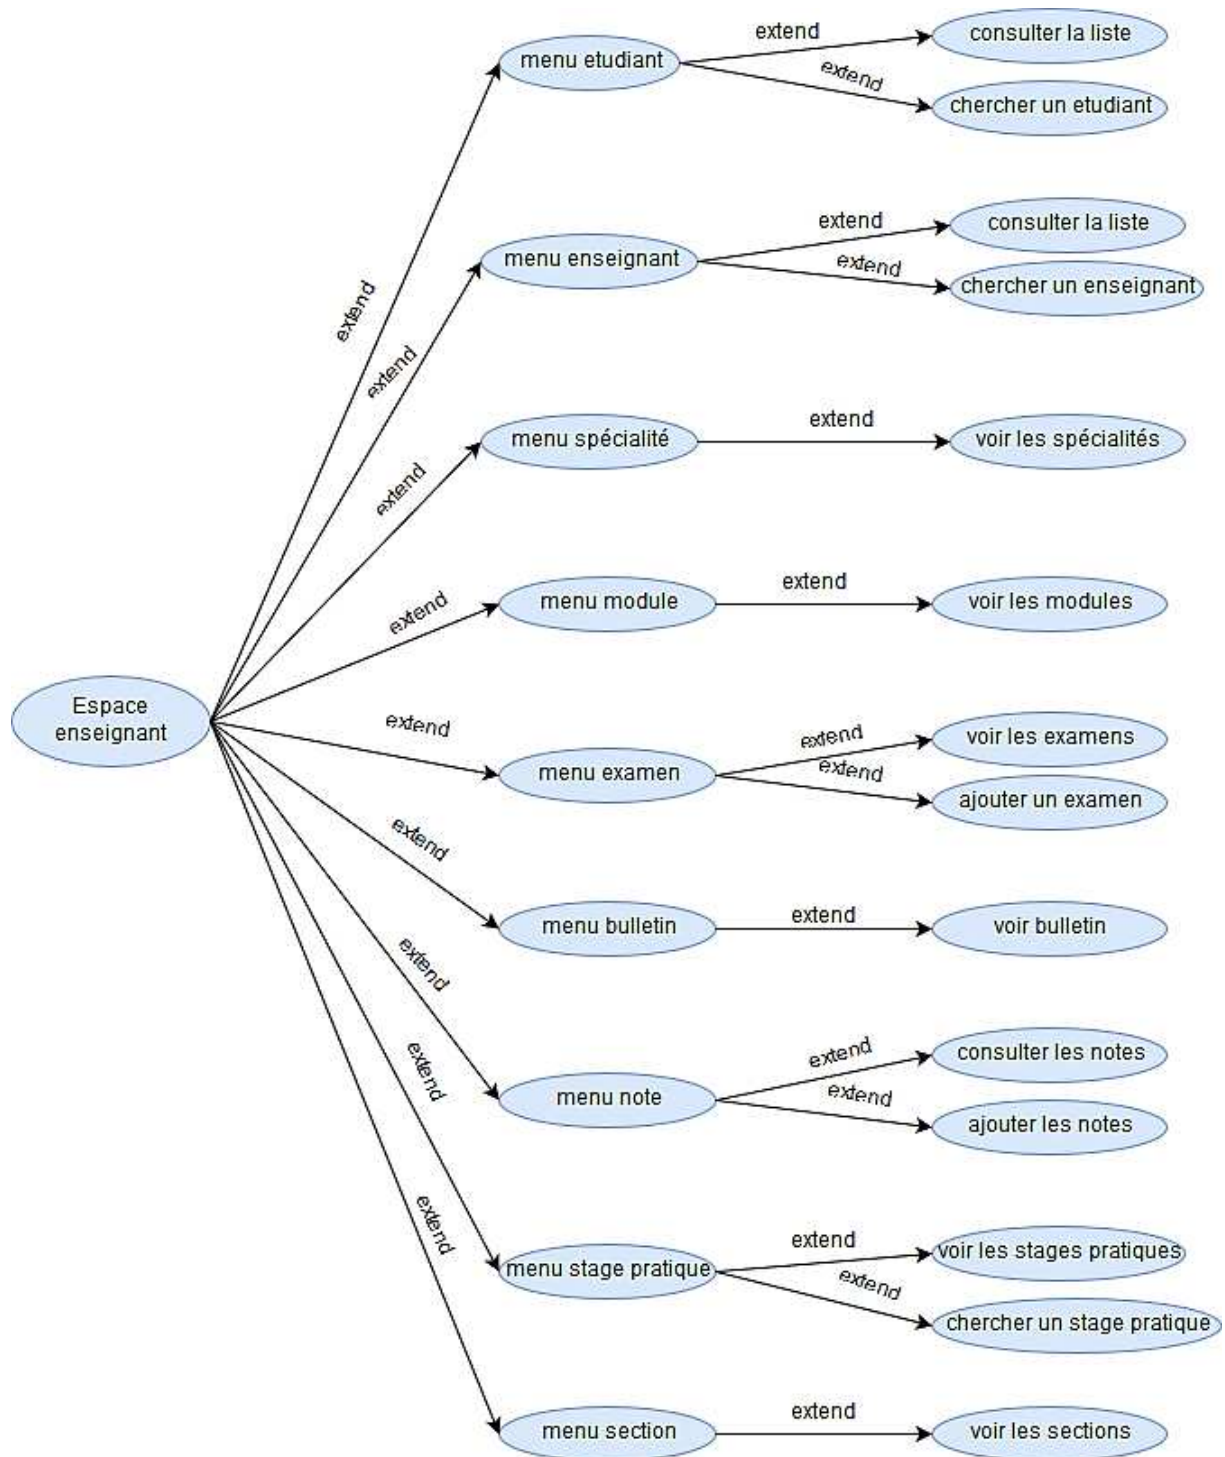 extend
consulter la liste
menu etudiant
extend
chercher un etudiant
extend
extend
consulter la liste
menu enseignant
extend
chercher un enseignant
extend
menu spécialité
extend
voir les spécialités
extend
menu module
extend
voir les modules
extend
Espace
enseignant
extend
menu examen
extend
voir les examens
extend
ajouter un examen
extend
menu bulletin
extend
voir bulletin
extend
menu note
extend
consulter les notes
extend
ajouter les notes
extend
menu stage pratique
extend
voir les stages pratiques
extend
chercher un stage pratique
extend
menu section
extend
voir les sections